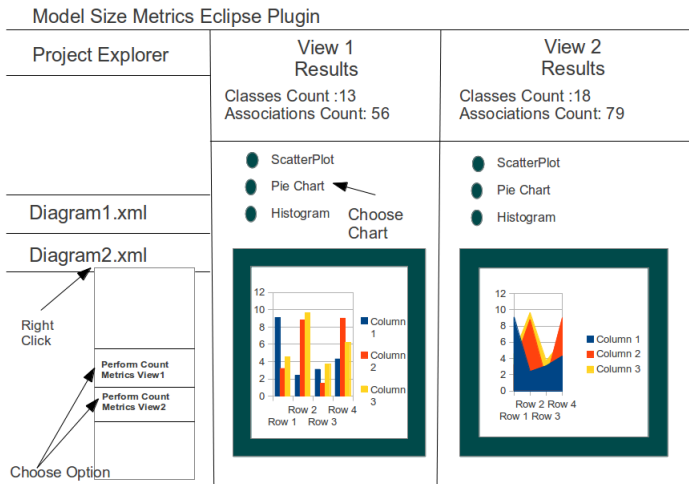 Model Size Metrics Eclipse Plugin
Project Explorer
Diagram1.xml
Diagram2.xml
Right
Click
Perform Count
Metrics View1
Perform Count
Metrics View2
Choose Option
View 1
Results
Classes Count :13
Associations Count: 56
ScatterPlot
Pie Chart
Histogram
Choose
Chart
12
10
8
6
4
2
0
Row 1
Row 2
Row 3
Row 4
Column
1
Column
2
Column
3
View 2
Results
Classes Count :18
Associations Count: 79
ScatterPlot
Pie Chart
Histogram
12
10
8
6
4
2
0
Row 1
Row 2
Row 3
Row 4
Column 1
Column 2
Column 3